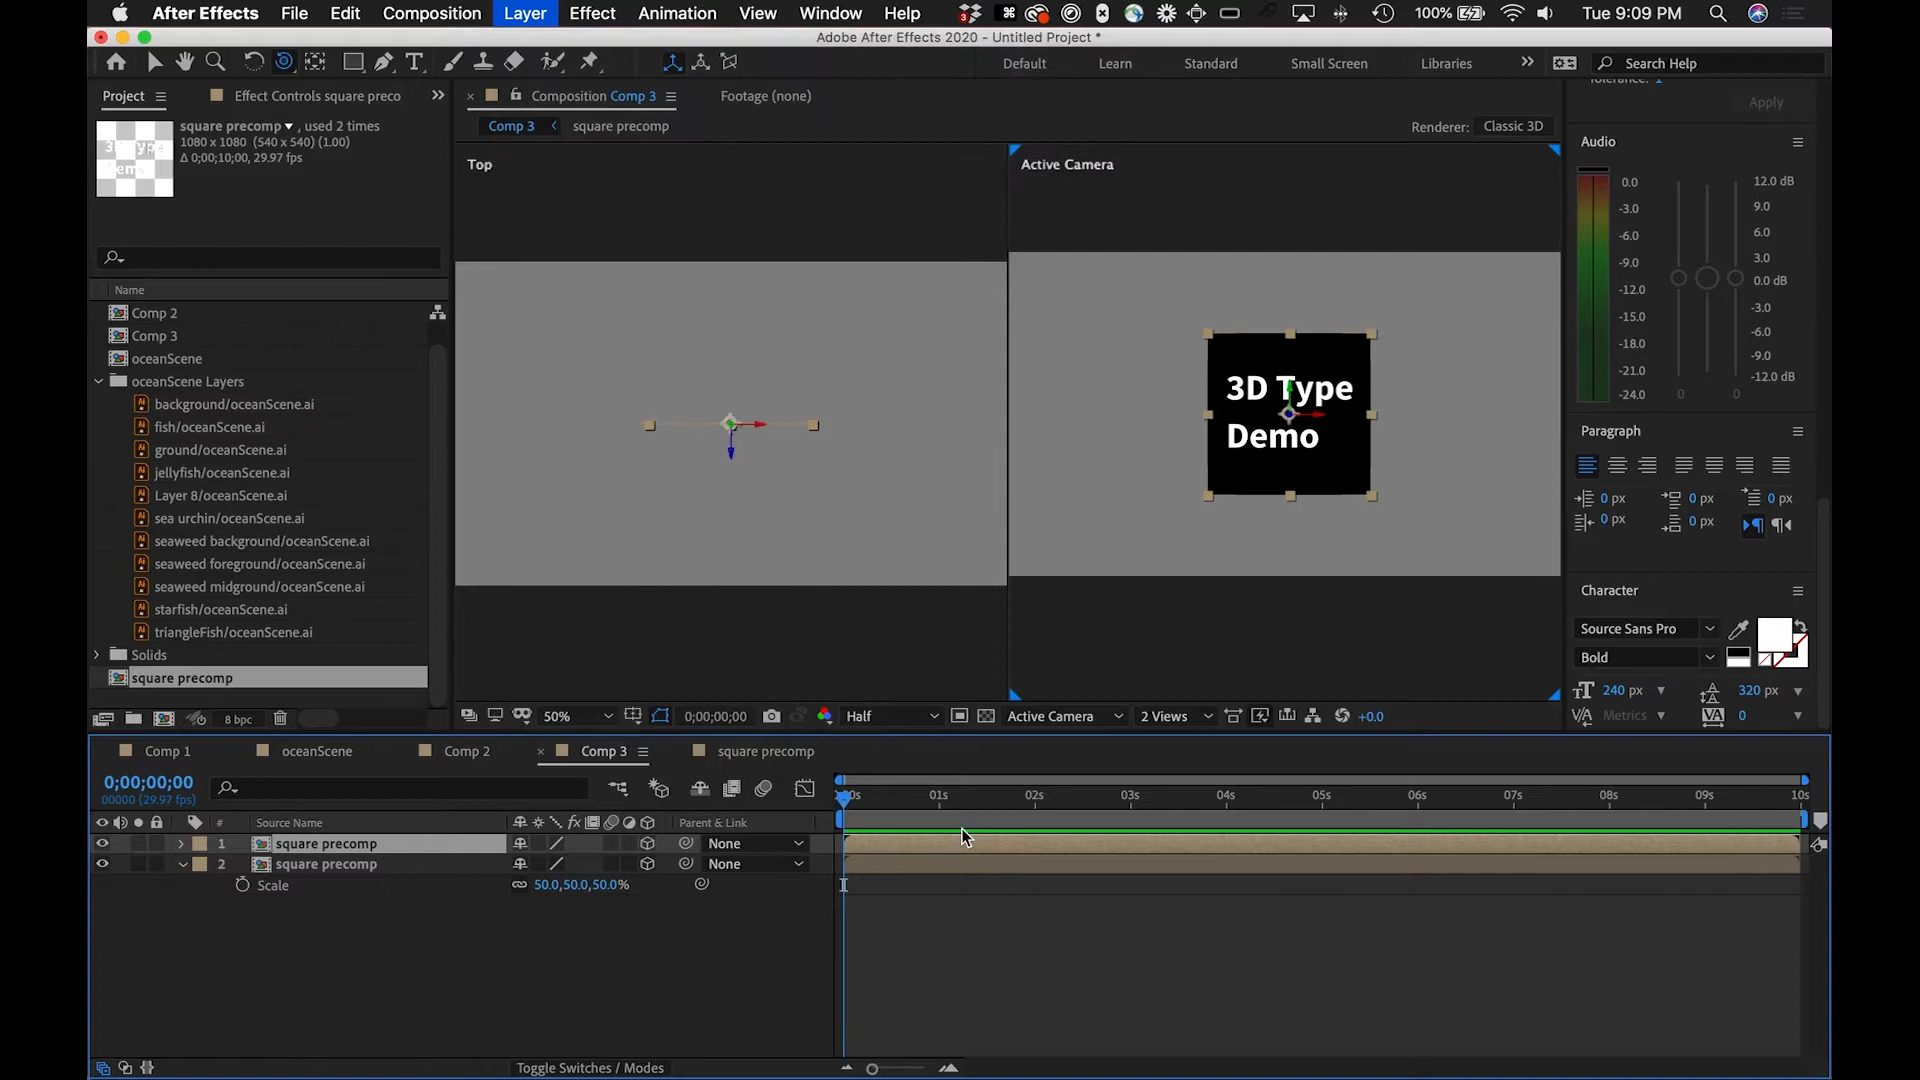 After Effects File Edit Composition Layer Effect Animation View Window Help 3 100% Tue 9:09 PM
Adobe After Effects 2020 - Untitled Project *
Default Learn Standard Small Screen Libraries Search Help
Project Effect Controls square preco Composition Comp 3 Footage (none)
square precomp , used 2 times
1080 x 1080 (540 x 540) (1.00)
Δ 0;00;10;00, 29.97 fps
Comp 3 square precomp Renderer: Classic 3D
Tolerance: 1
Apply
Top
Active Camera
3D Type
Demo
Name
Comp 2
Comp 3
oceanScene
oceanScene Layers
background/oceanScene.ai
fish/oceanScene.ai
ground/oceanScene.ai
jellyfish/oceanScene.ai
Layer 8/oceanScene.ai
sea urchin/oceanScene.ai
seaweed background/oceanScene.ai
seaweed foreground/oceanScene.ai
seaweed midground/oceanScene.ai
starfish/oceanScene.ai
triangleFish/oceanScene.ai
Solids
square precomp
8 bpc
50% 0;00;00;00 Half Active Camera 2 Views +0.0
Audio
0.0 12.0 dB
-3.0 9.0
-6.0 6.0
-9.0 3.0
-12.0 0.0 dB
-15.0 -3.0
-18.0 -6.0
-21.0 -9.0
-24.0 0 0 -12.0 dB
Paragraph
0 px 0 px 0 px
0 px 0 px
Character
Source Sans Pro
Bold
240 px 320 px
Metrics 0
Comp 1 oceanScene Comp 2 Comp 3 square precomp
0;00;00;00
00000 (29.97 fps)
00s 01s 02s 03s 04s 05s 06s 07s 08s 09s 10s
# Source Name fx Parent & Link
1 square precomp None
2 square precomp None
Scale 50.0,50.0,50.0%
Toggle Switches / Modes